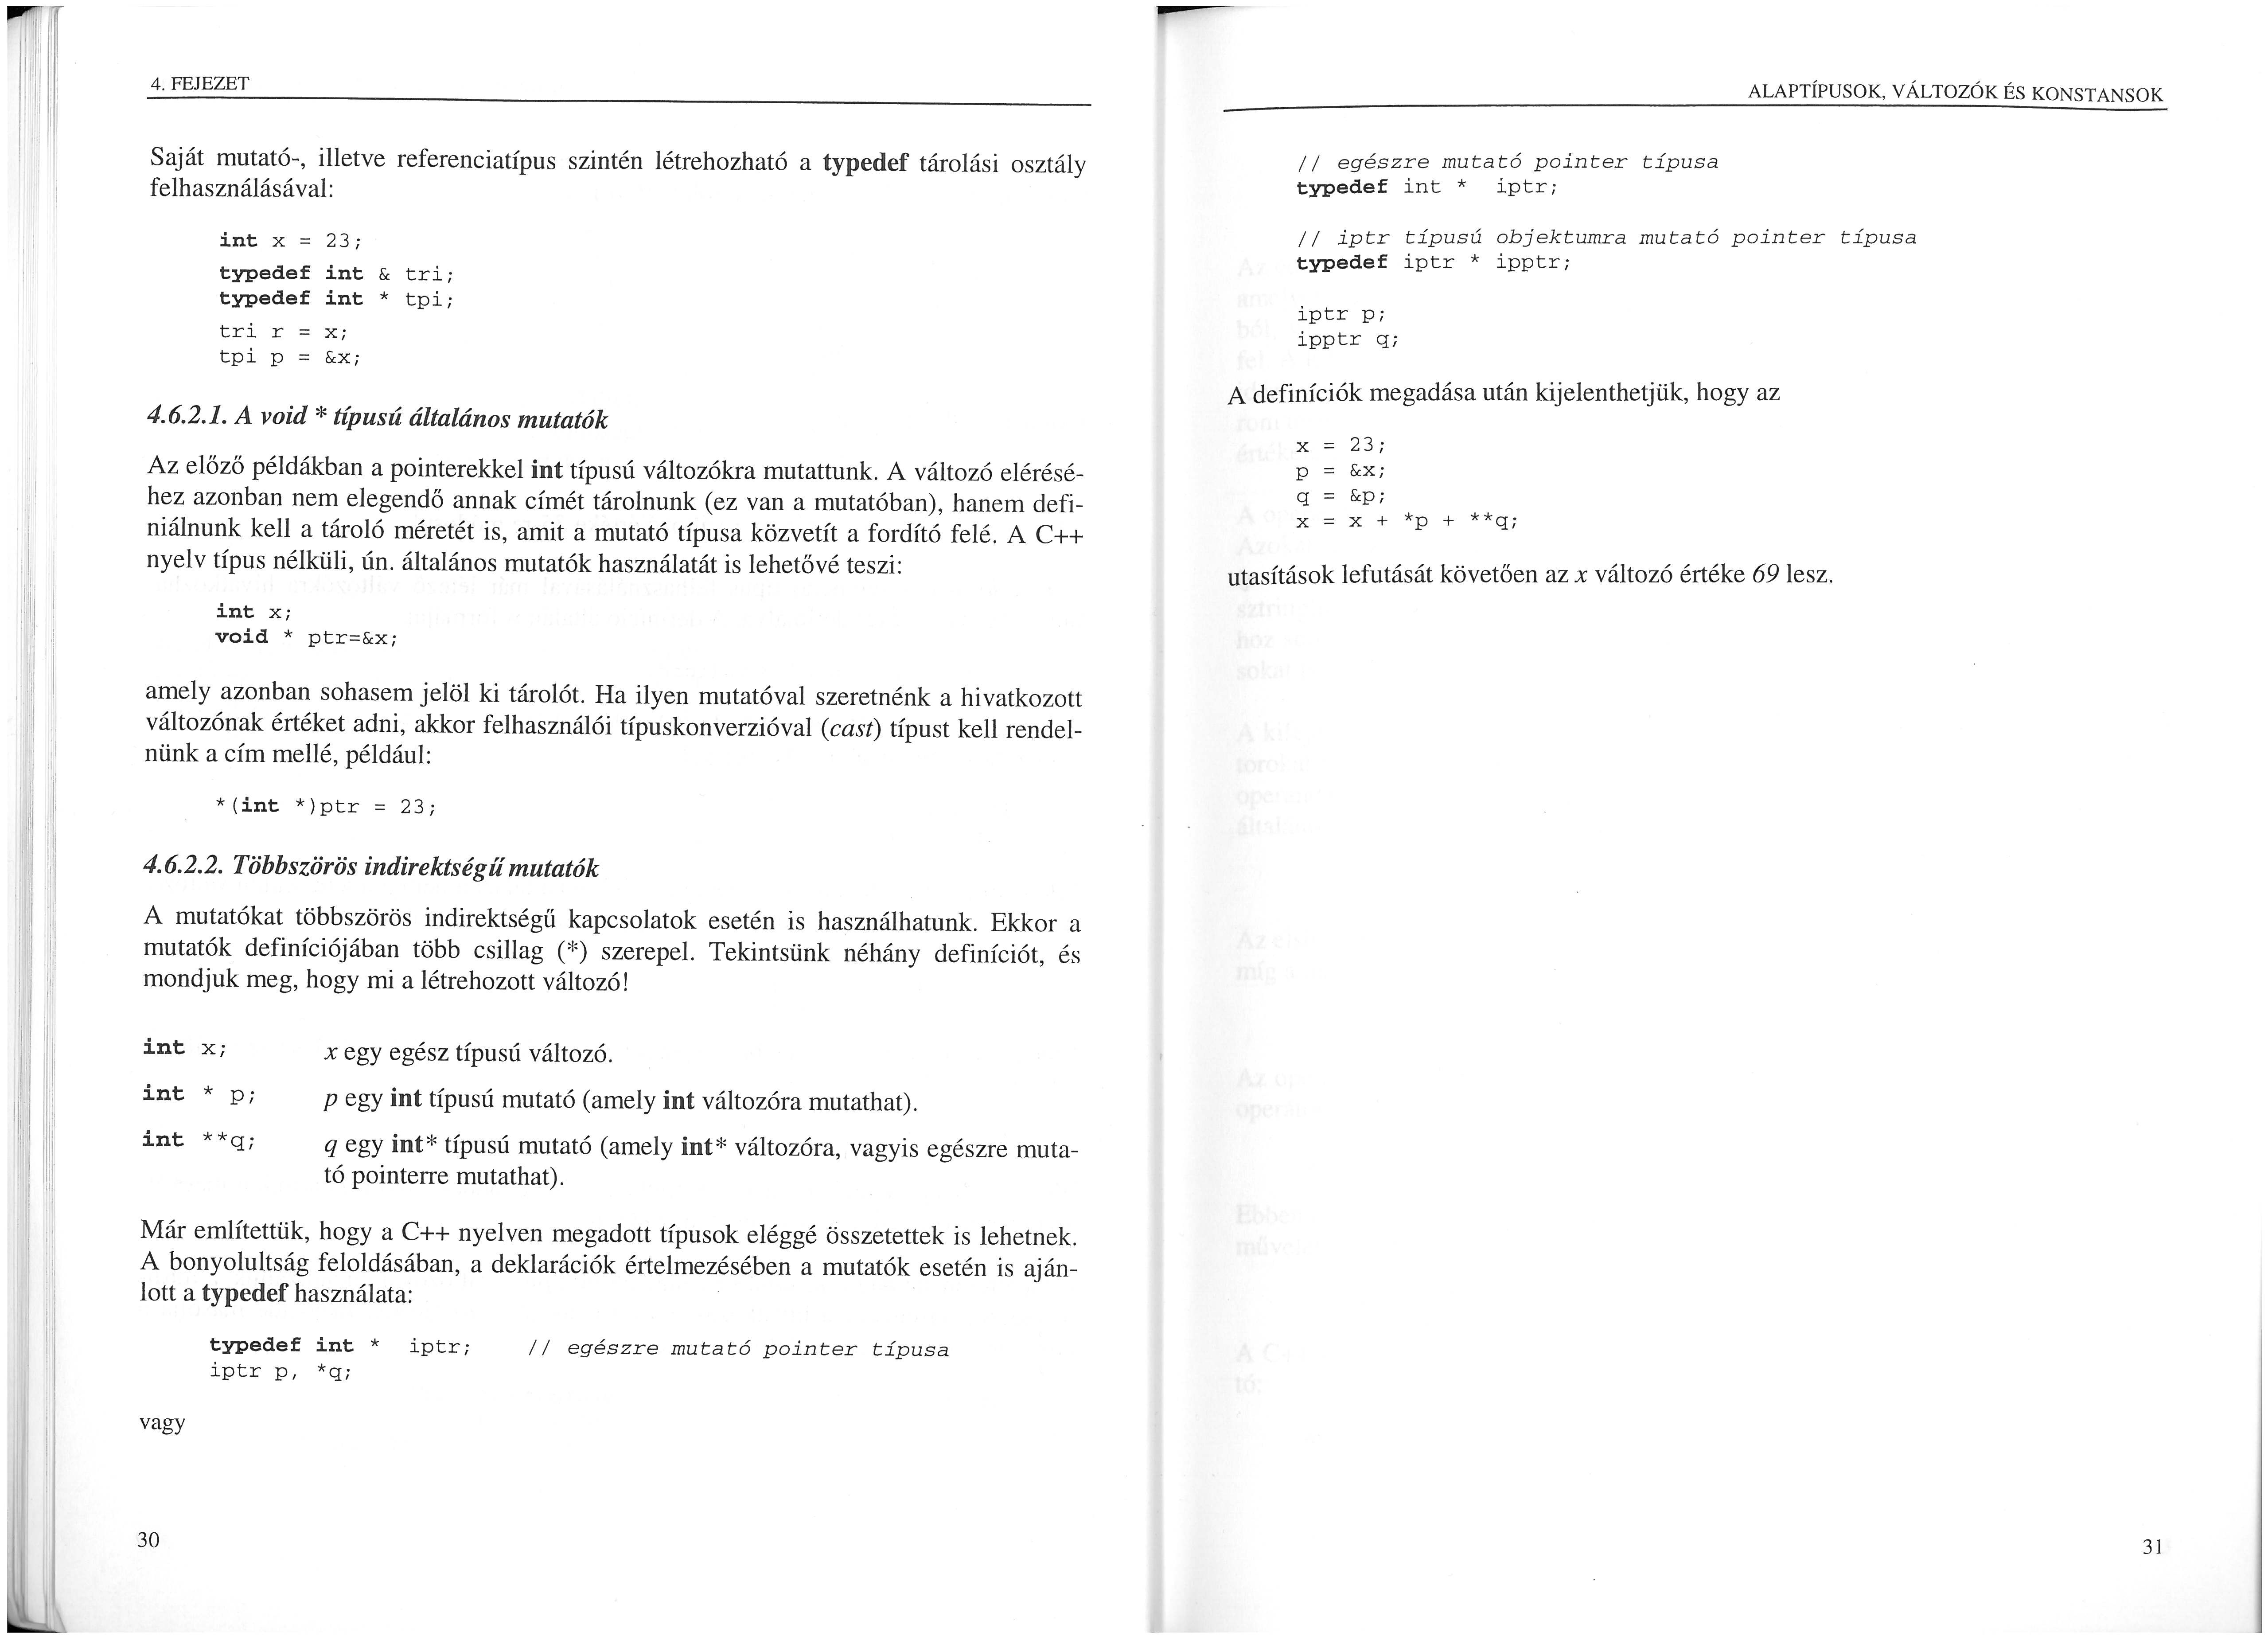 4. FEJEZET
Saját mutató-, illetve referenciatípus szintén létrehozható a typedef tárolási osztály
felhasználásával:
int x = 23;
typedef int & tri;
typedef int * tpi;
tri r = x;
tpi p = &x;
4.6.2.1. A void * típusú általános mutatók
Az előző példákban a pointerekkel int típusú változókra mutattunk. A változó elérésé-
hez azonban nem elegendő annak címét tárolnunk (ez van a mutatóban), hanem defi-
niálnunk kell a tároló méretét is, amit a mutató típusa közvetít a fordító felé. A C++
nyelv típus nélküli, ún. általános mutatók használatát is lehetővé teszi:
int x;
void * ptr=&x;
amely azonban sohasem jelöl ki tárolót. Ha ilyen mutatóval szeretnénk a hivatkozott
változónak értéket adni, akkor felhasználói típuskonverzióval (cast) típust kell rendel-
nünk a cím mellé, például:
*(int *)ptr = 23;
4.6.2.2. Többszörös indirektségű mutatók
A mutatókat többszörös indirektségű kapcsolatok esetén is használhatunk. Ekkor a
mutatók definíciójában több csillag (*) szerepel. Tekintsünk néhány definíciót, és
mondjuk meg, hogy mi a létrehozott változó!
int x; x egy egész típusú változó.
int * p; p egy int típusú mutató (amely int változóra mutathat).
int **q; q egy int* típusú mutató (amely int* változóra, vagyis egészre muta-
tó pointerre mutathat).
Már említettük, hogy a C++ nyelven megadott típusok eléggé összetettek is lehetnek.
A bonyolultság feloldásában, a deklarációk értelmezésében a mutatók esetén is aján-
lott a typedef használata:
typedef int * iptr; // egészre mutató pointer típusa
iptr p, *q;
vagy
30
ALAPTÍPUSOK, VÁLTOZÓK ÉS KONSTANSOK
// egészre mutató pointer típusa
typedef int * iptr;
// iptr típusú objektumra mutató pointer típusa
typedef iptr * ipptr;
iptr p;
ipptr q;
A definíciók megadása után kijelenthetjük, hogy az
x = 23;
p = &x;
q = &p;
x = x + *p + **q;
utasítások lefutását követően az x változó értéke 69 lesz.
31